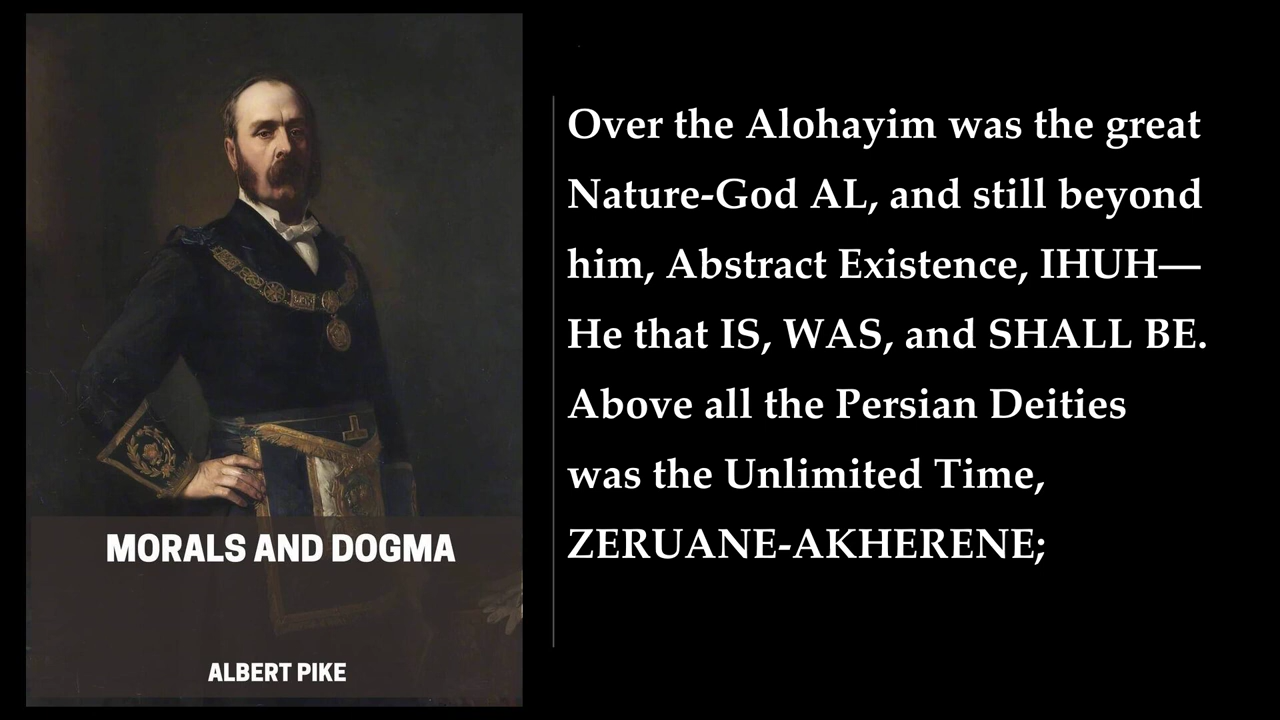 MORALS AND DOGMA
ALBERT PIKE
Over the Alohayim was the great
Nature-God AL, and still beyond
him, Abstract Existence, IHUH—
He that IS, WAS, and SHALL BE.
Above all the Persian Deities
was the Unlimited Time,
ZERUANE-AKHERENE;